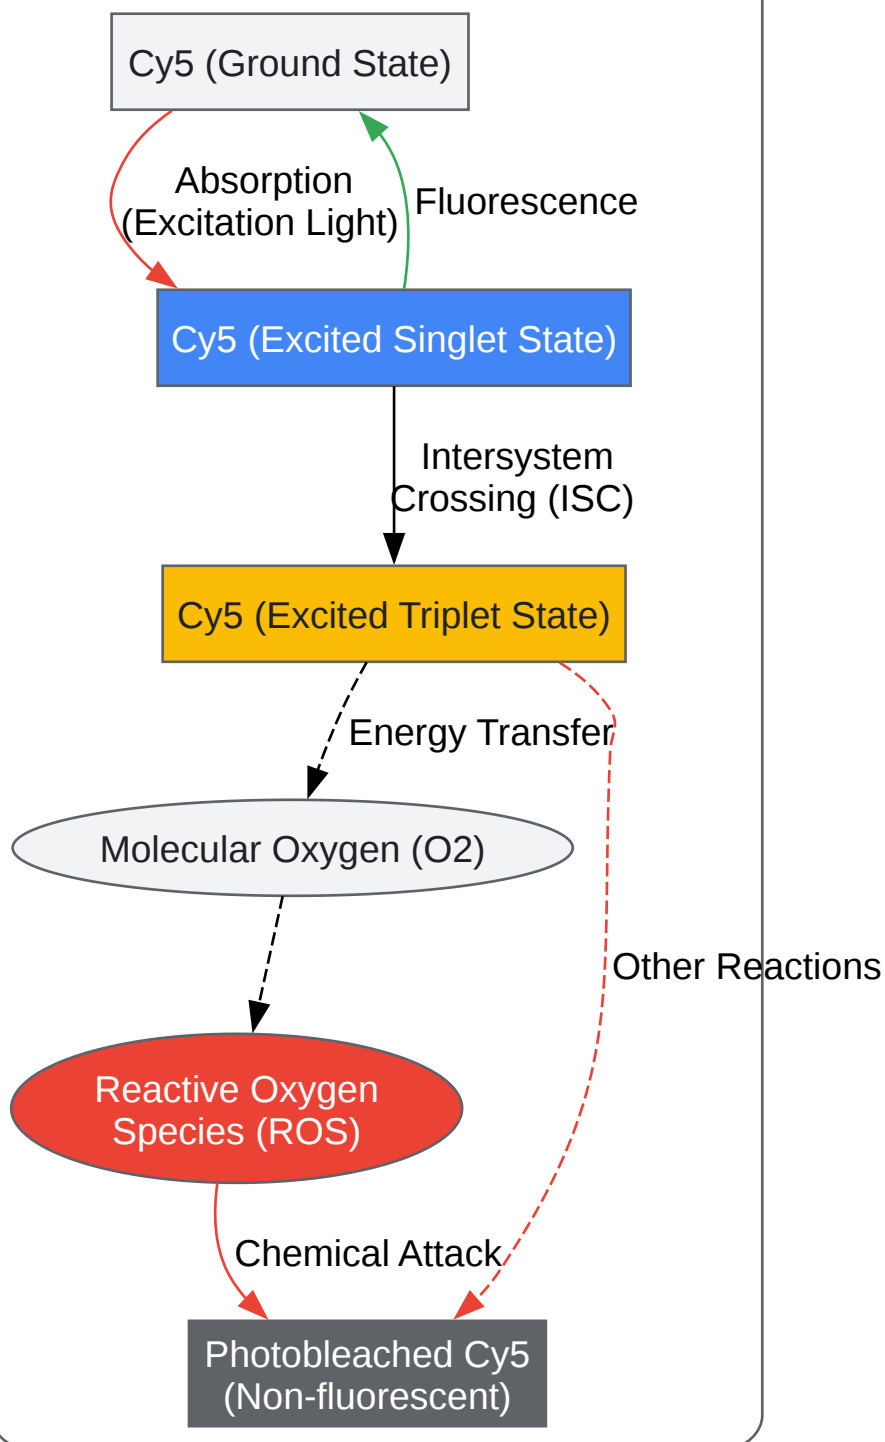 Cy5 (Ground State)
Absorption
(Excitation Light)
Fluorescence
Cy5 (Excited Singlet State)
Intersystem
Crossing (ISC)
Cy5 (Excited Triplet State)
Energy Transfer
Molecular Oxygen (O2)
Other Reactions
Reactive Oxygen
Species (ROS)
Chemical Attack
Photobleached Cy5
(Non-fluorescent)